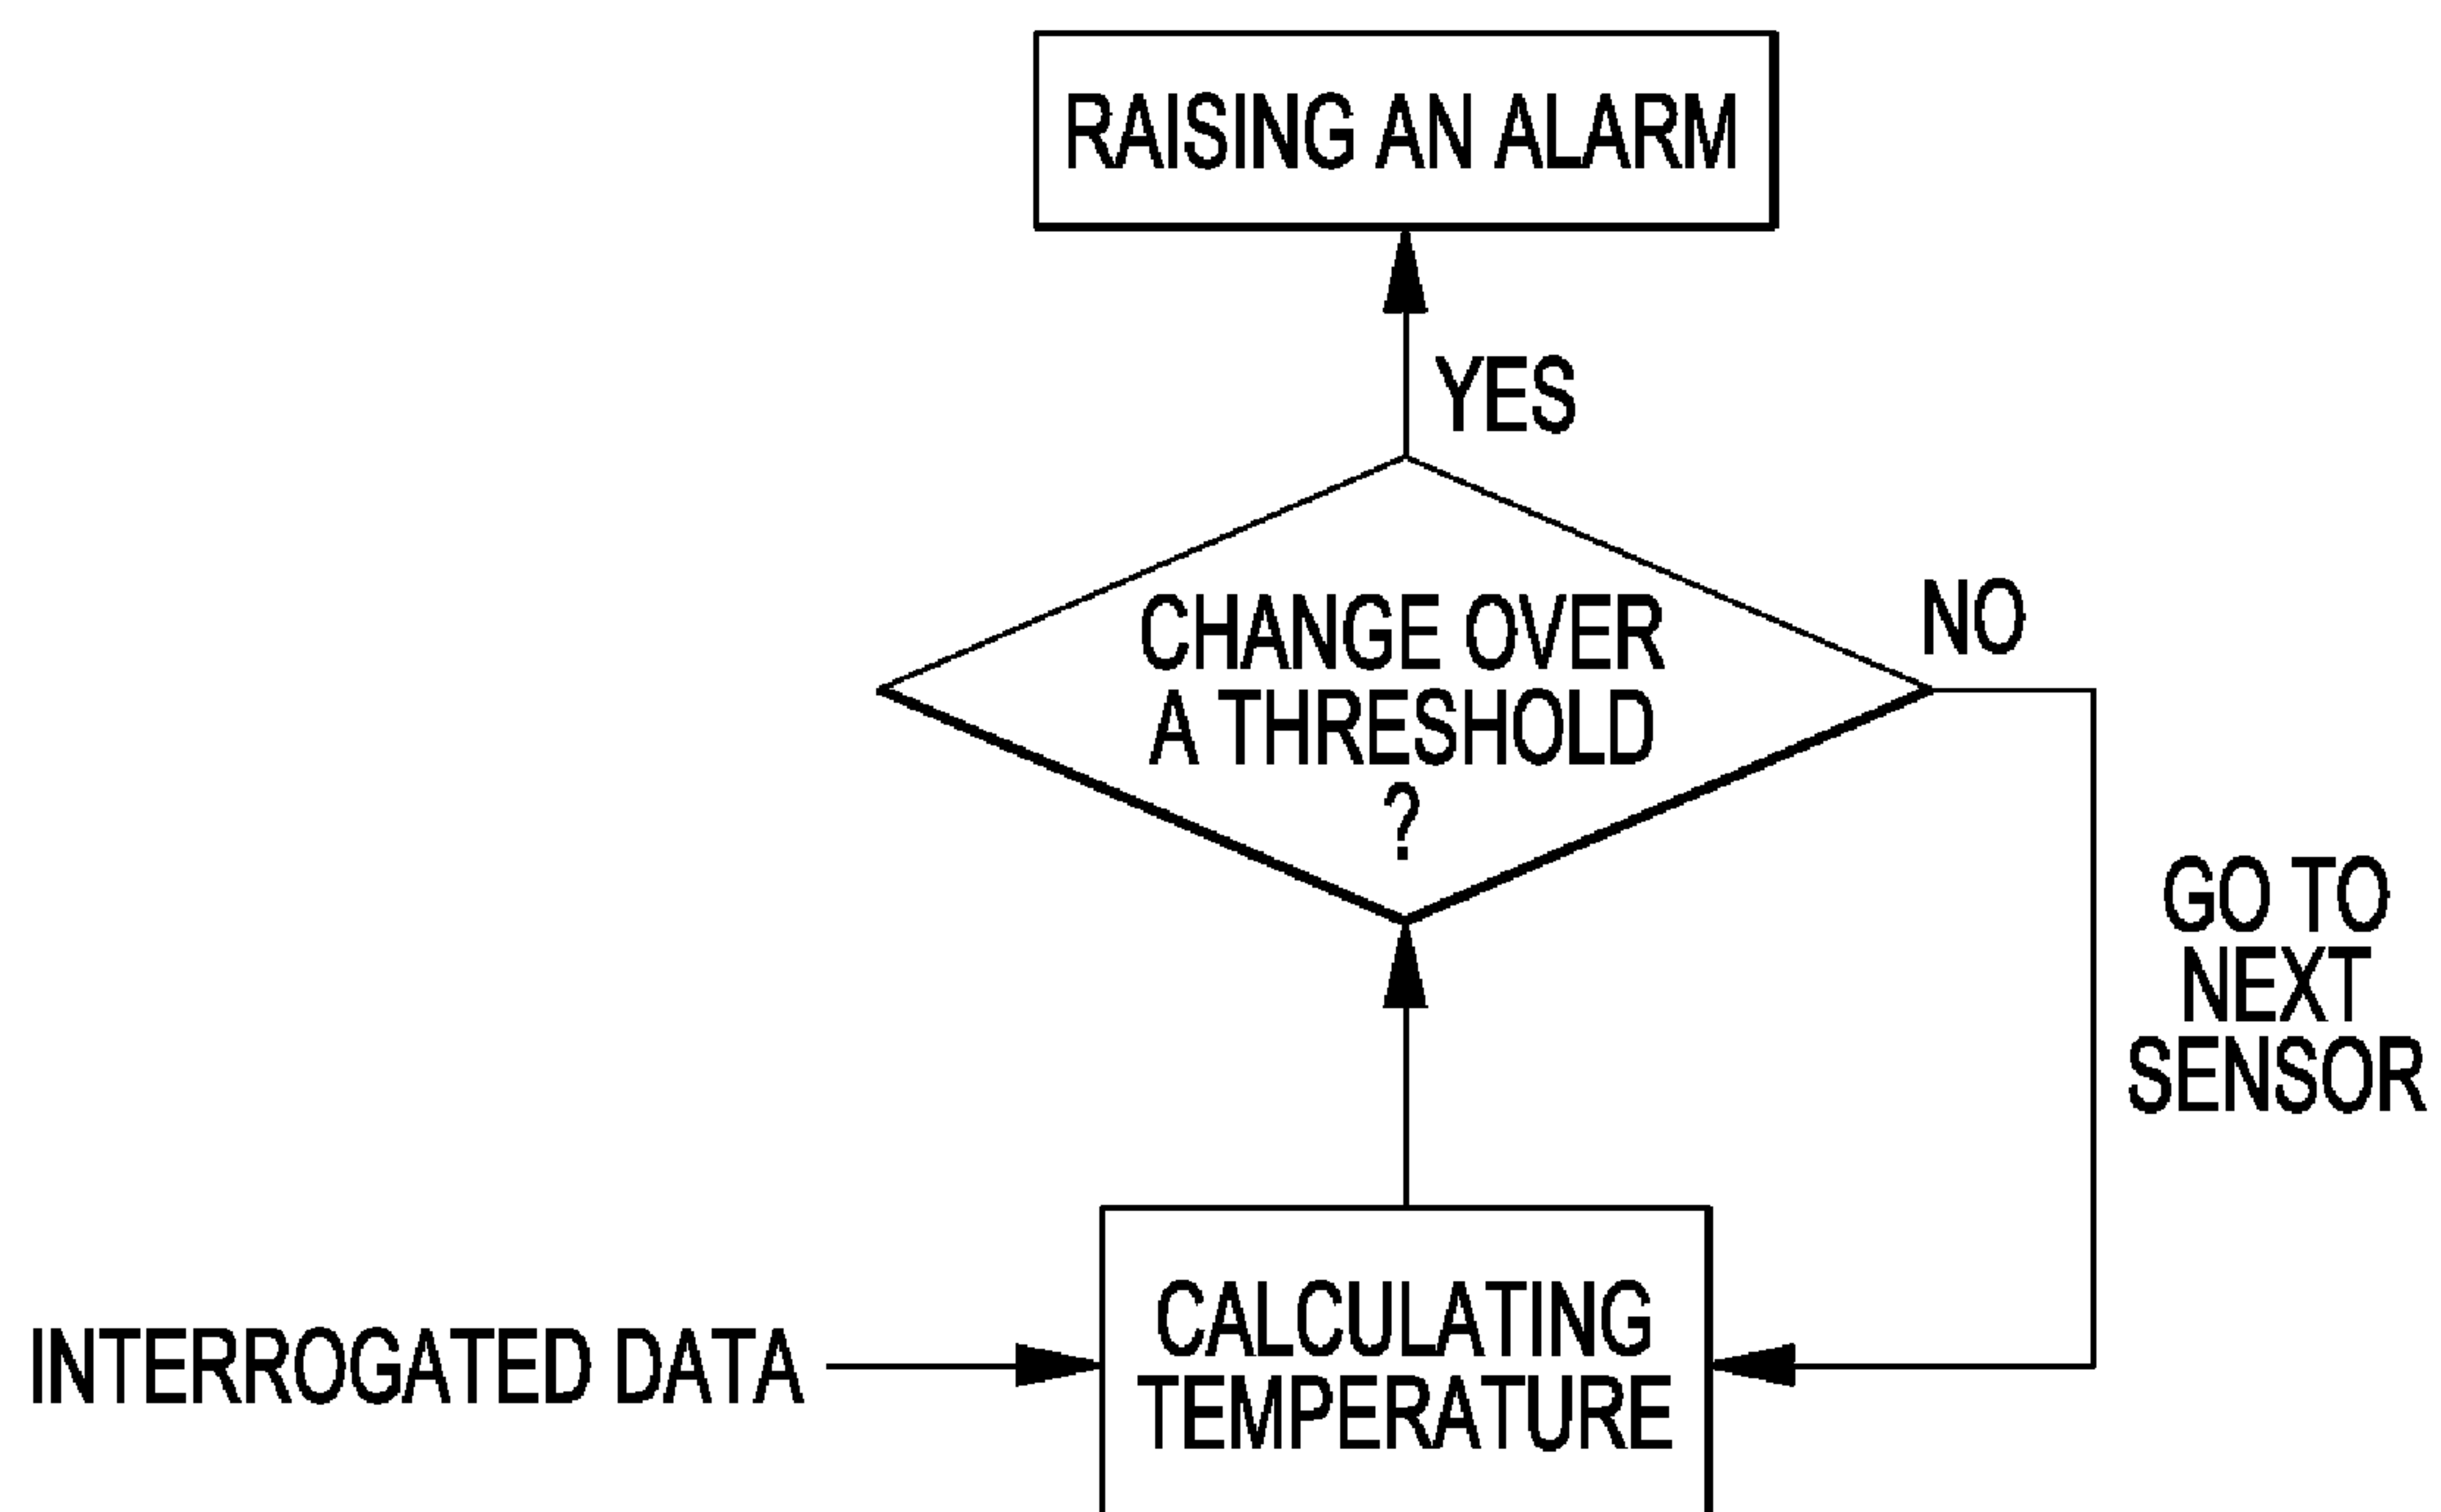 RAISING AN ALARM
YES
CHANGE OVER
A THRESHOLD
?
NO
GO TO
NEXT
SENSOR
INTERROGATED DATA
CALCULATING
TEMPERATURE